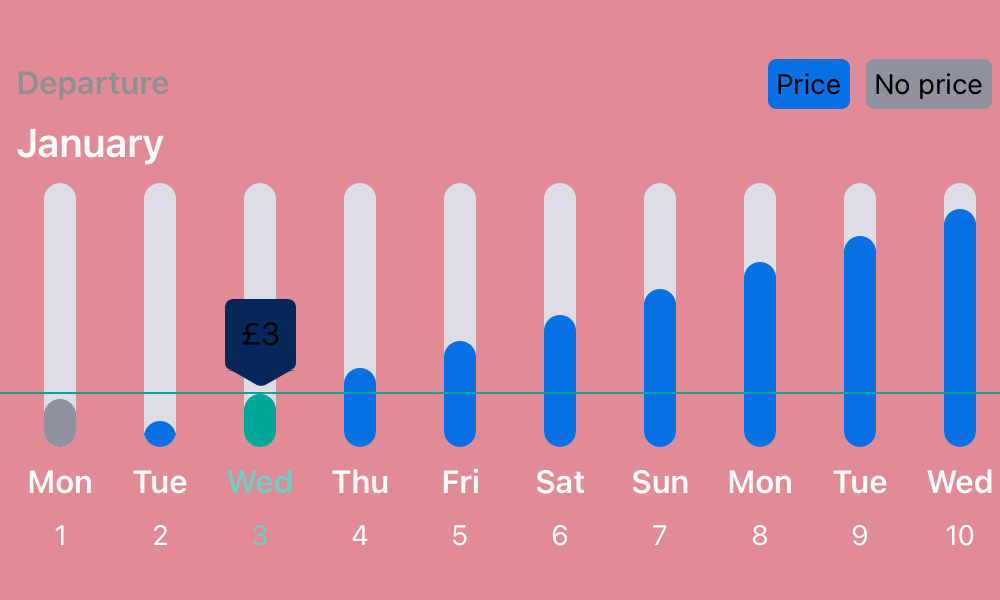 Departure
Price No price
January
£3
Mon Tue Wed Thu Fri Sat Sun Mon Tue Wed
1 2 3 4 5 6 7 8 9 10